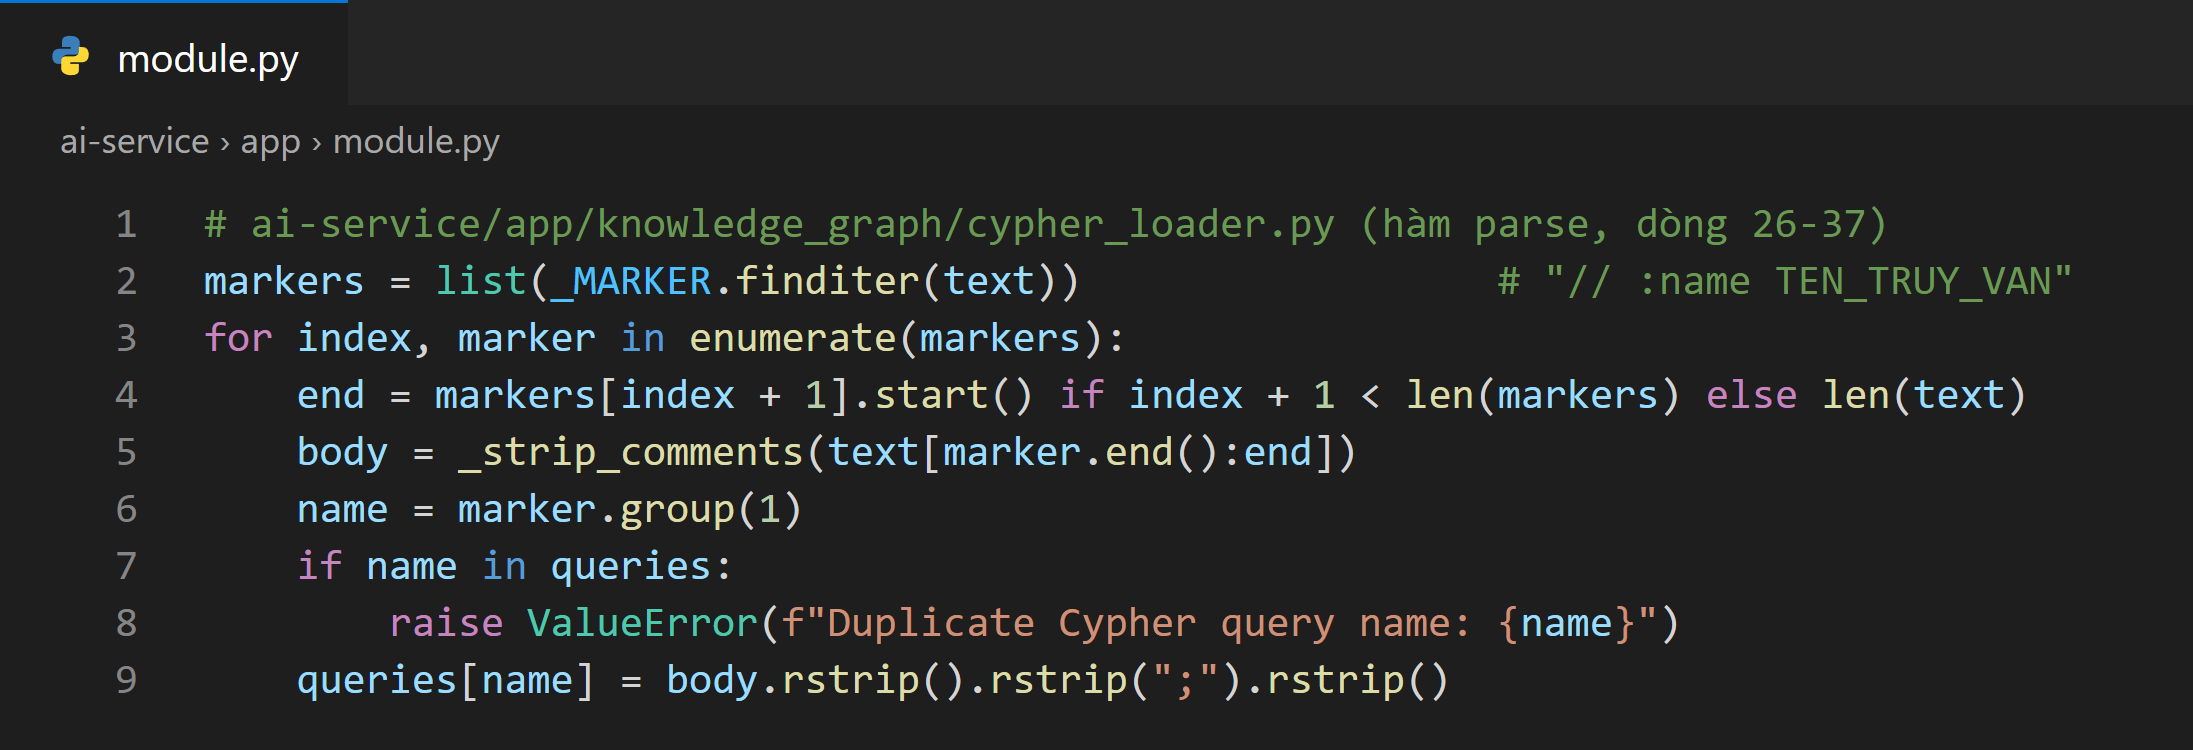 module.py
ai-service › app › module.py
1 # ai-service/app/knowledge_graph/cypher_loader.py (hàm parse, dòng 26-37)
2 markers = list(_MARKER.finditer(text))                  # "// :name TEN_TRUY_VAN"
3 for index, marker in enumerate(markers):
4     end = markers[index + 1].start() if index + 1 < len(markers) else len(text)
5     body = _strip_comments(text[marker.end():end])
6     name = marker.group(1)
7     if name in queries:
8         raise ValueError(f"Duplicate Cypher query name: {name}")
9     queries[name] = body.rstrip().rstrip(";").rstrip()